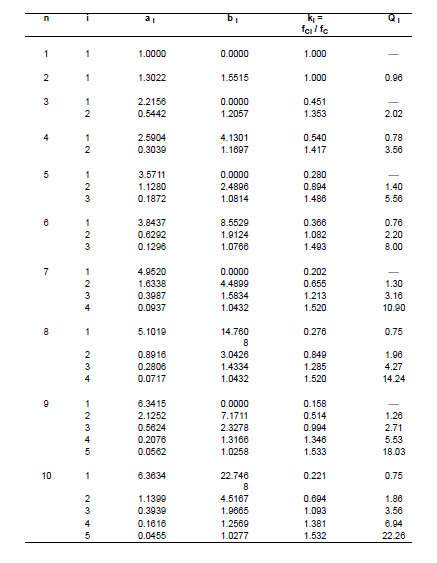 n i a I b I kI = fCI / fC Q I
1 1 1.0000 0.0000 1.000 —
2 1 1.3022 1.5515 1.000 0.96
3 1 2.2156 0.0000 0.451 —
2 0.5442 1.2057 1.353 2.02
4 1 2.5904 4.1301 0.540 0.78
2 0.3039 1.1697 1.417 3.56
5 1 3.5711 0.0000 0.280 —
2 1.1280 2.4896 0.894 1.40
3 0.1872 1.0814 1.486 5.56
6 1 3.8437 8.5529 0.366 0.76
2 0.6292 1.9124 1.082 2.20
3 0.1296 1.0766 1.493 8.00
7 1 4.9520 0.0000 0.202 —
2 1.6338 4.4899 0.655 1.30
3 0.3987 1.5834 1.213 3.16
4 0.0937 1.0432 1.520 10.90
8 1 5.1019 14.760 0.276 0.75
8
2 0.8916 3.0426 0.849 1.96
3 0.2806 1.4334 1.285 4.27
4 0.0717 1.0432 1.520 14.24
9 1 6.3415 0.0000 0.158 —
2 2.1252 7.1711 0.514 1.26
3 0.5624 2.3278 0.994 2.71
4 0.2076 1.3166 1.346 5.53
5 0.0562 1.0258 1.533 18.03
10 1 6.3634 22.746 0.221 0.75
8
2 1.1399 4.5167 0.694 1.86
3 0.3939 1.9665 1.093 3.56
4 0.1616 1.2569 1.381 6.94
5 0.0455 1.0277 1.532 22.26